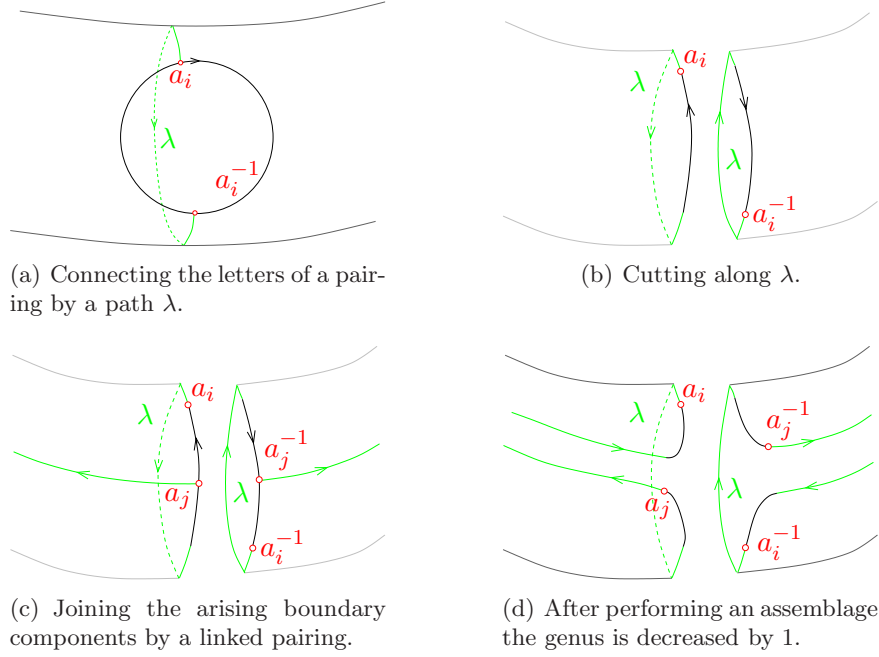 a_i
λ
a_i^{-1}
(a) Connecting the letters of a pair-
ing by a path λ.
a_i
λ
λ
a_i^{-1}
(b) Cutting along λ.
a_i
λ
a_j^{-1}
a_j
λ
a_i^{-1}
(c) Joining the arising boundary
components by a linked pairing.
a_i
λ
a_j^{-1}
a_j
λ
a_i^{-1}
(d) After performing an assemblage
the genus is decreased by 1.